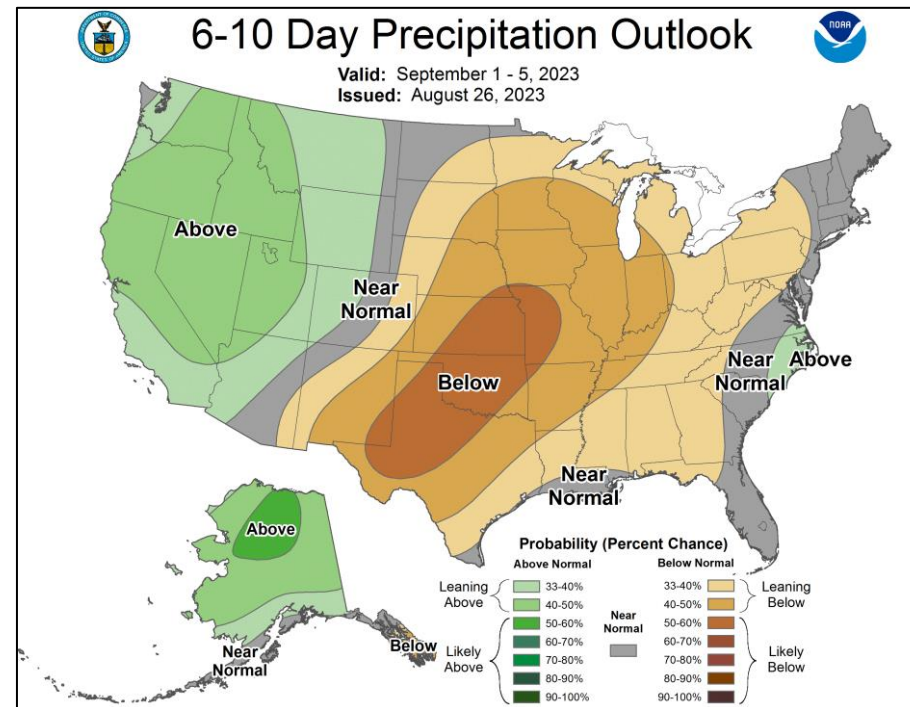 6-10 Day Precipitation Outlook
NOAA
Valid: September 1 - 5, 2023
Issued: August 26, 2023
Above
Near
Normal
Below
Near
Normal
Above
Near
Normal
Above
Near
Normal
Below
Probability (Percent Chance)
Above Normal
Below Normal
Leaning
Above
33-40%
40-50%
Likely
Above
50-60%
60-70%
70-80%
80-90%
90-100%
Near
Normal
33-40%
40-50%
Leaning
Below
50-60%
60-70%
70-80%
80-90%
90-100%
Likely
Below